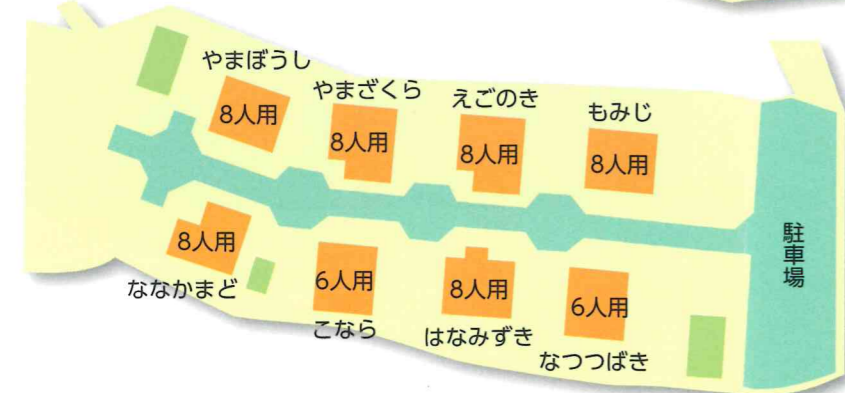 やまぼうし
8人用
やまざくら
8人用
えごのき
8人用
もみじ
8人用
8人用
ななかまど
6人用
こなら
8人用
はなみずき
6人用
なつつばき
駐車場